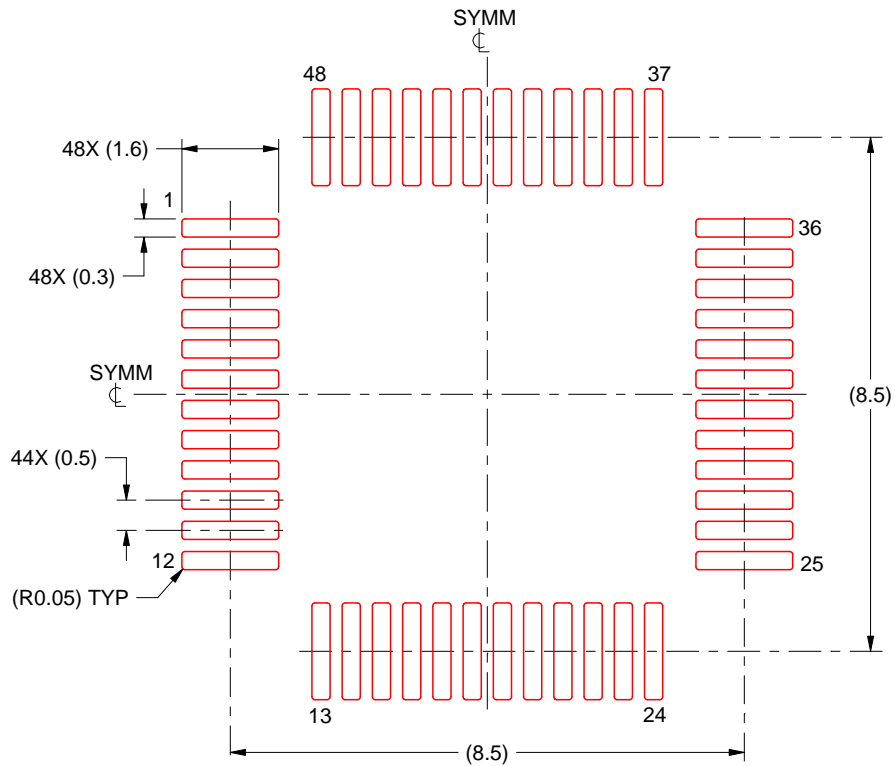 SYMM
℄
48
37
48X (1.6)
1
36
48X (0.3)
SYMM
℄
(8.5)
44X (0.5)
12
25
(R0.05) TYP
13
24
(8.5)